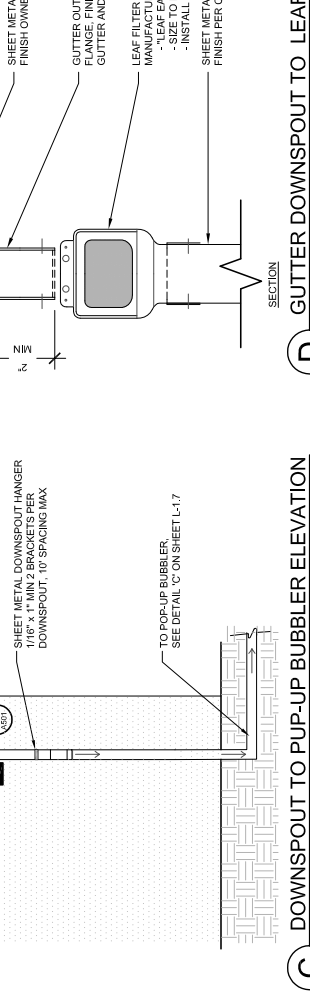 SHEET METAL DOWNSPOUT HANGER
1/16" x 1" MIN 2 BRACKETS PER
DOWNSPOUT, 10' SPACING MAX
A501
TO POP-UP BUBBLER,
SEE DETAIL 'C' ON SHEET L-1.7
C
DOWNSPOUT TO PUP-UP BUBBLER ELEVATION
SHEET META
FINISH OWNE
GUTTER OUT
FLANGE, FINI
GUTTER AND
LEAF FILTER
MANUFACTU
- "LEAF EA
- SIZE TO
- INSTALL
SHEET META
FINISH PER O
2"
MIN
SECTION
D
GUTTER DOWNSPOUT TO LEAF